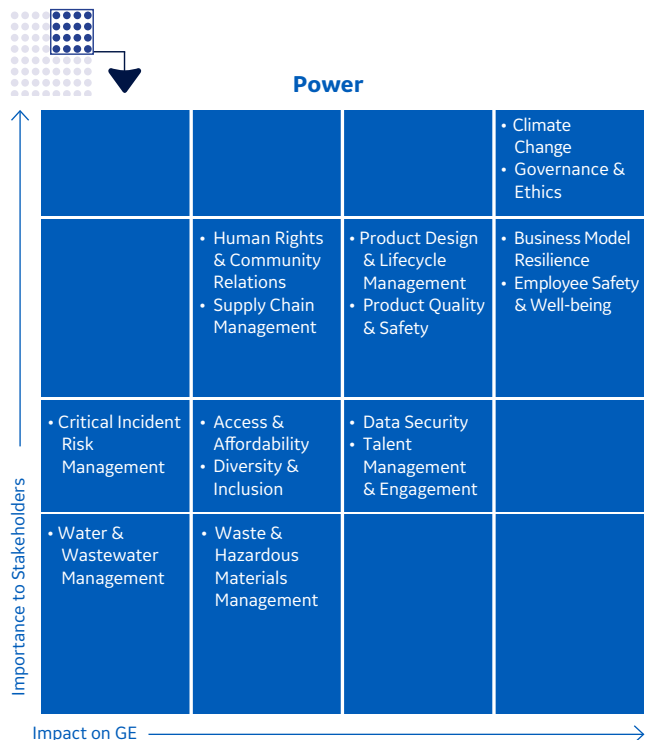 Power
• Climate
Change
• Governance &
Ethics
• Human Rights
& Community
Relations
• Supply Chain
Management
• Product Design
& Lifecycle
Management
• Product Quality
& Safety
• Business Model
Resilience
• Employee Safety
& Well-being
• Critical Incident
Risk
Management
• Access &
Affordability
• Diversity &
Inclusion
• Data Security
• Talent
Management
& Engagement
• Water &
Wastewater
Management
• Waste &
Hazardous
Materials
Management
Importance to Stakeholders
Impact on GE